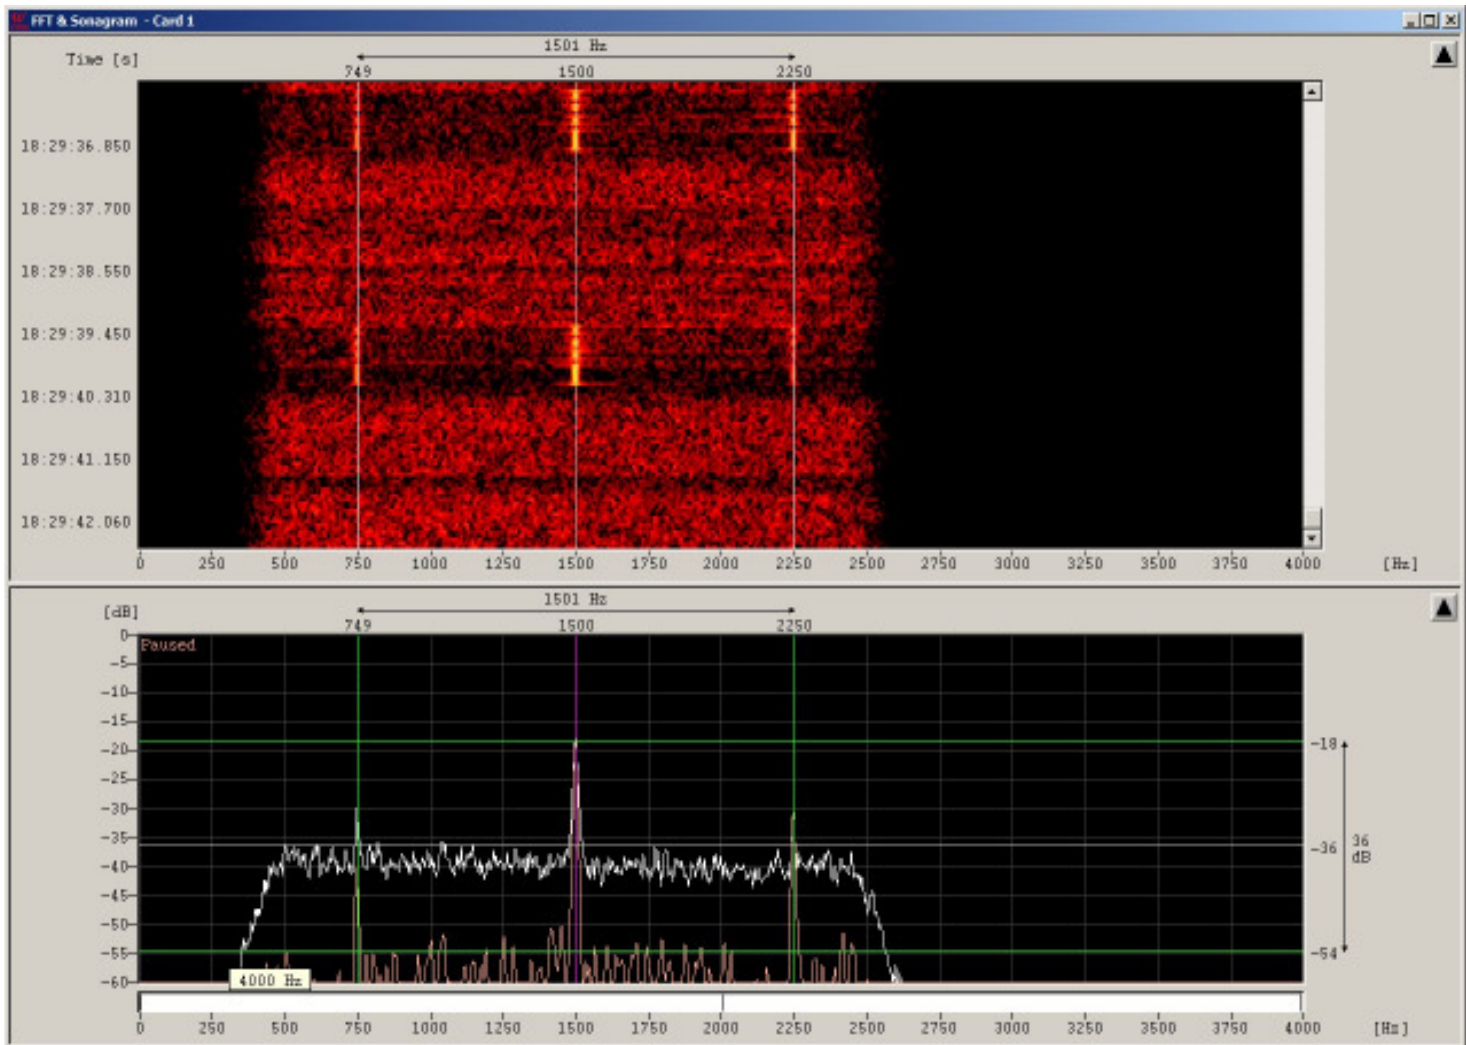 FFT & Sonagram - Card 1
1501 Hz
Time [s]
749 1500 2250
18:29:36.850
18:29:37.700
18:29:38.550
18:29:39.450
18:29:40.310
18:29:41.150
18:29:42.060
0 250 500 750 1000 1250 1500 1750 2000 2250 2500 2750 3000 3250 3500 3750 4000 [Hz]
1501 Hz
[dB]
749 1500 2250
0
Paused
-5
-10
-15
-18
-20
-25
-30
-35
-36 36 dB
-40
-45
-50
-54
-55
-60
4000 Hz
0 250 500 750 1000 1250 1500 1750 2000 2250 2500 2750 3000 3250 3500 3750 4000 [Hz]